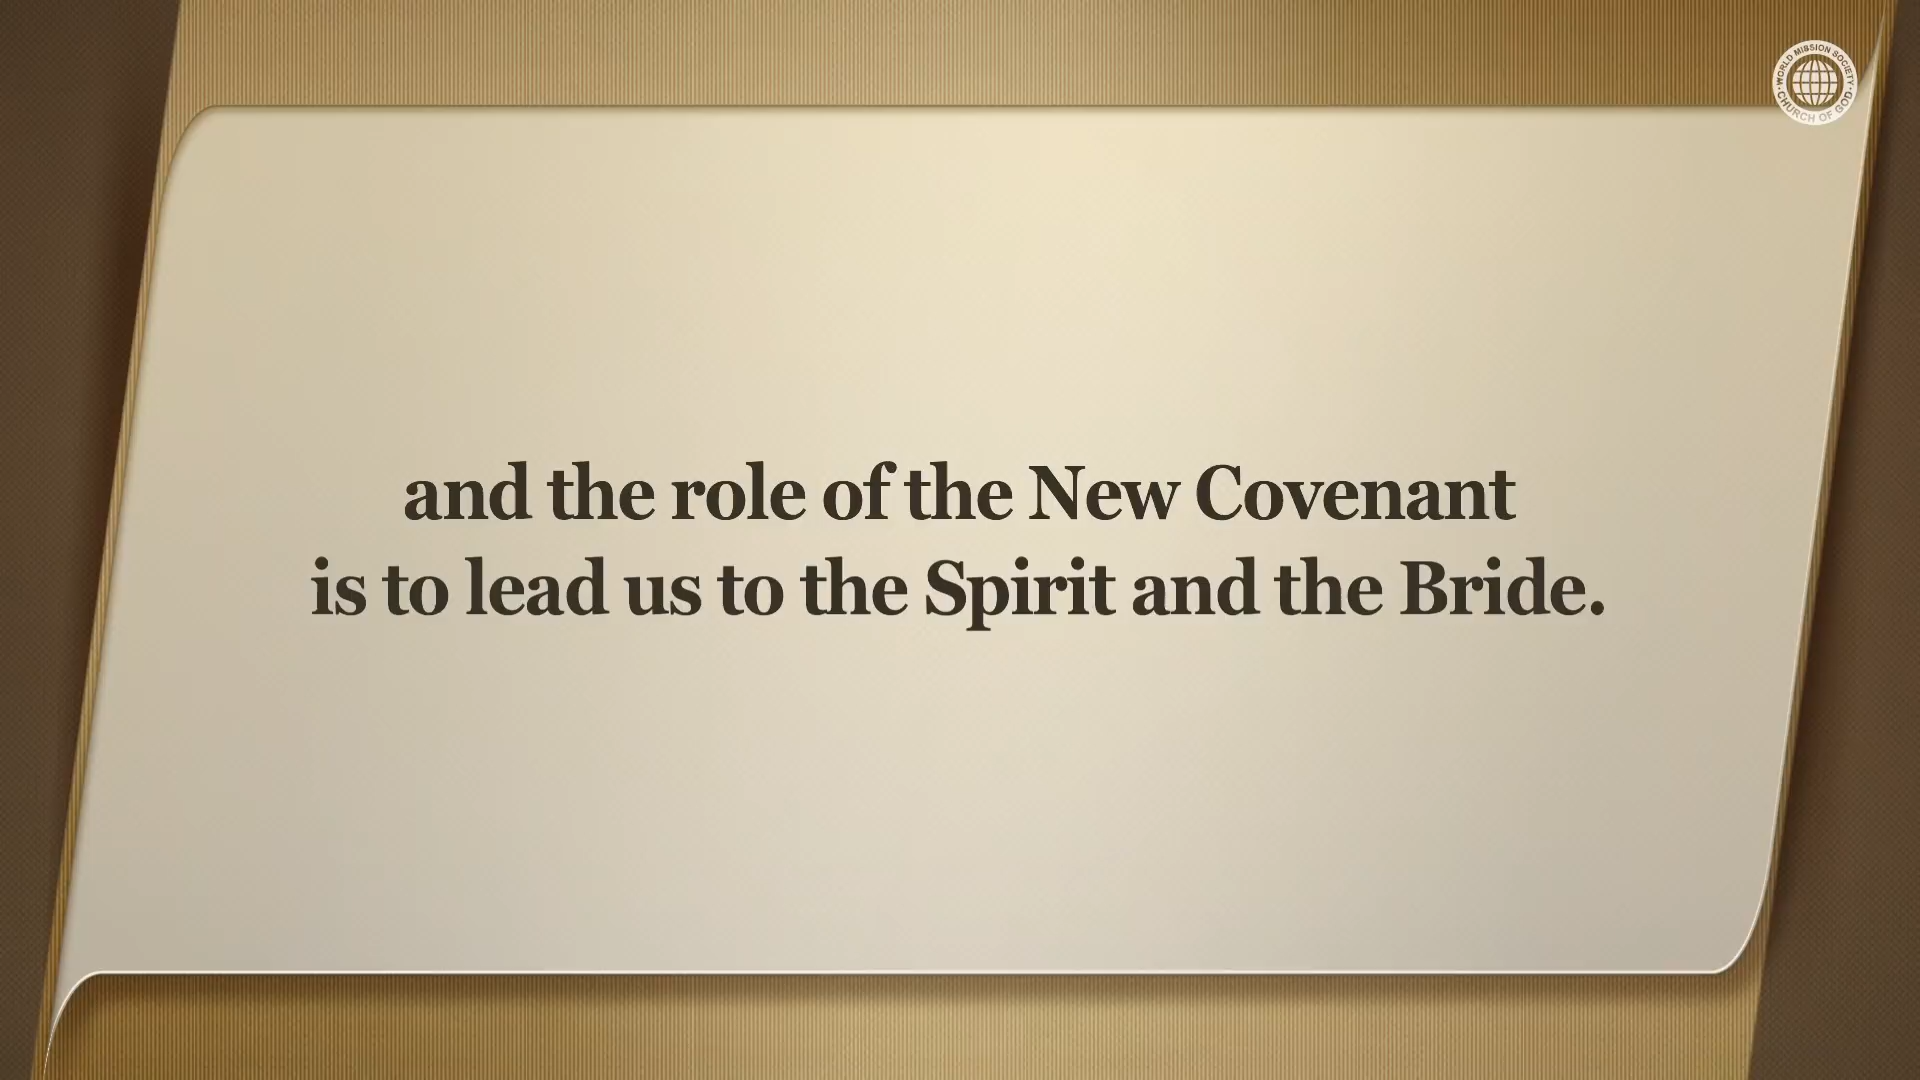 WORLD MISSION SOCIETY
CHURCH OF GOD
and the role of the New Covenant
is to lead us to the Spirit and the Bride.